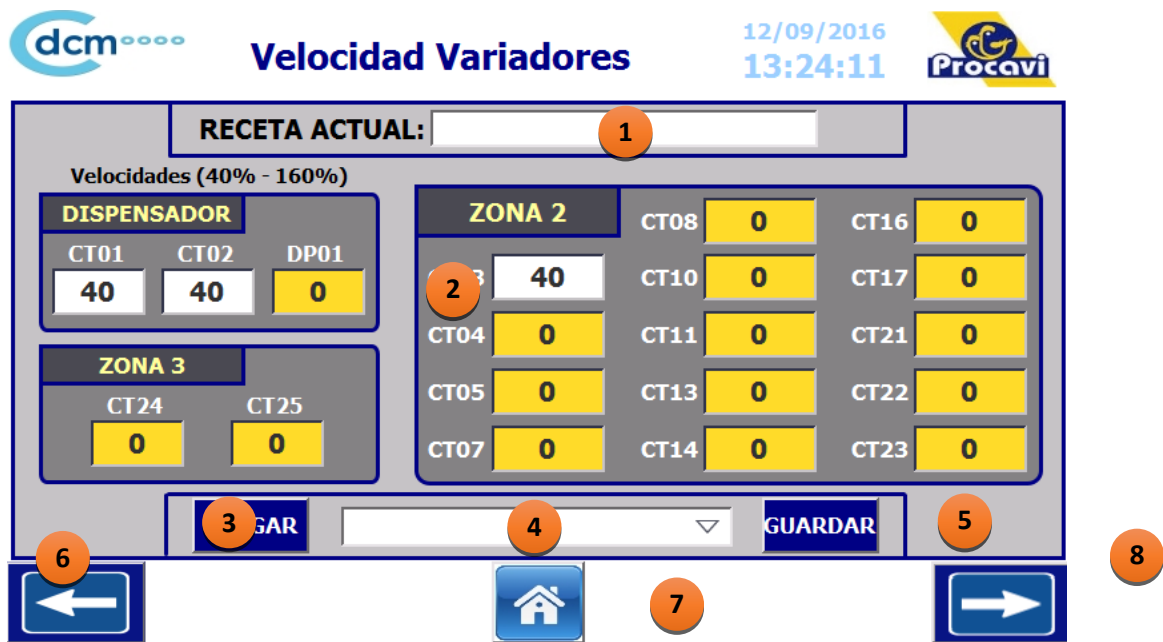 dcm
Velocidad Variadores
12/09/2016
13:24:11
Procavi
RECETA ACTUAL:
1
Velocidades (40% - 160%)
DISPENSADOR
CT01 CT02 DP01
40 40 0
ZONA 3
CT24 CT25
0 0
ZONA 2
2
3 40
CT04 0
CT05 0
CT07 0
CT08 0
CT10 0
CT11 0
CT13 0
CT14 0
CT16 0
CT17 0
CT21 0
CT22 0
CT23 0
3 GAR
4
GUARDAR
5
6
7
8